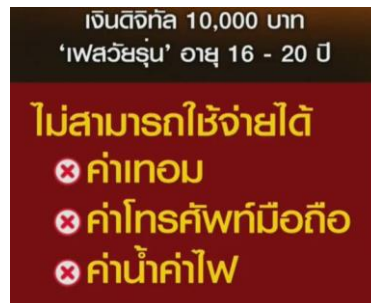 เงินดิจิทัล 10,000 บาท
‘เฟสวัยรุ่น’ อายุ 16 - 20 ปี
ไม่สามารถใช้จ่ายได้
ค่าเทอม
ค่าโทรศัพท์มือถือ
ค่าน้ำค่าไฟ